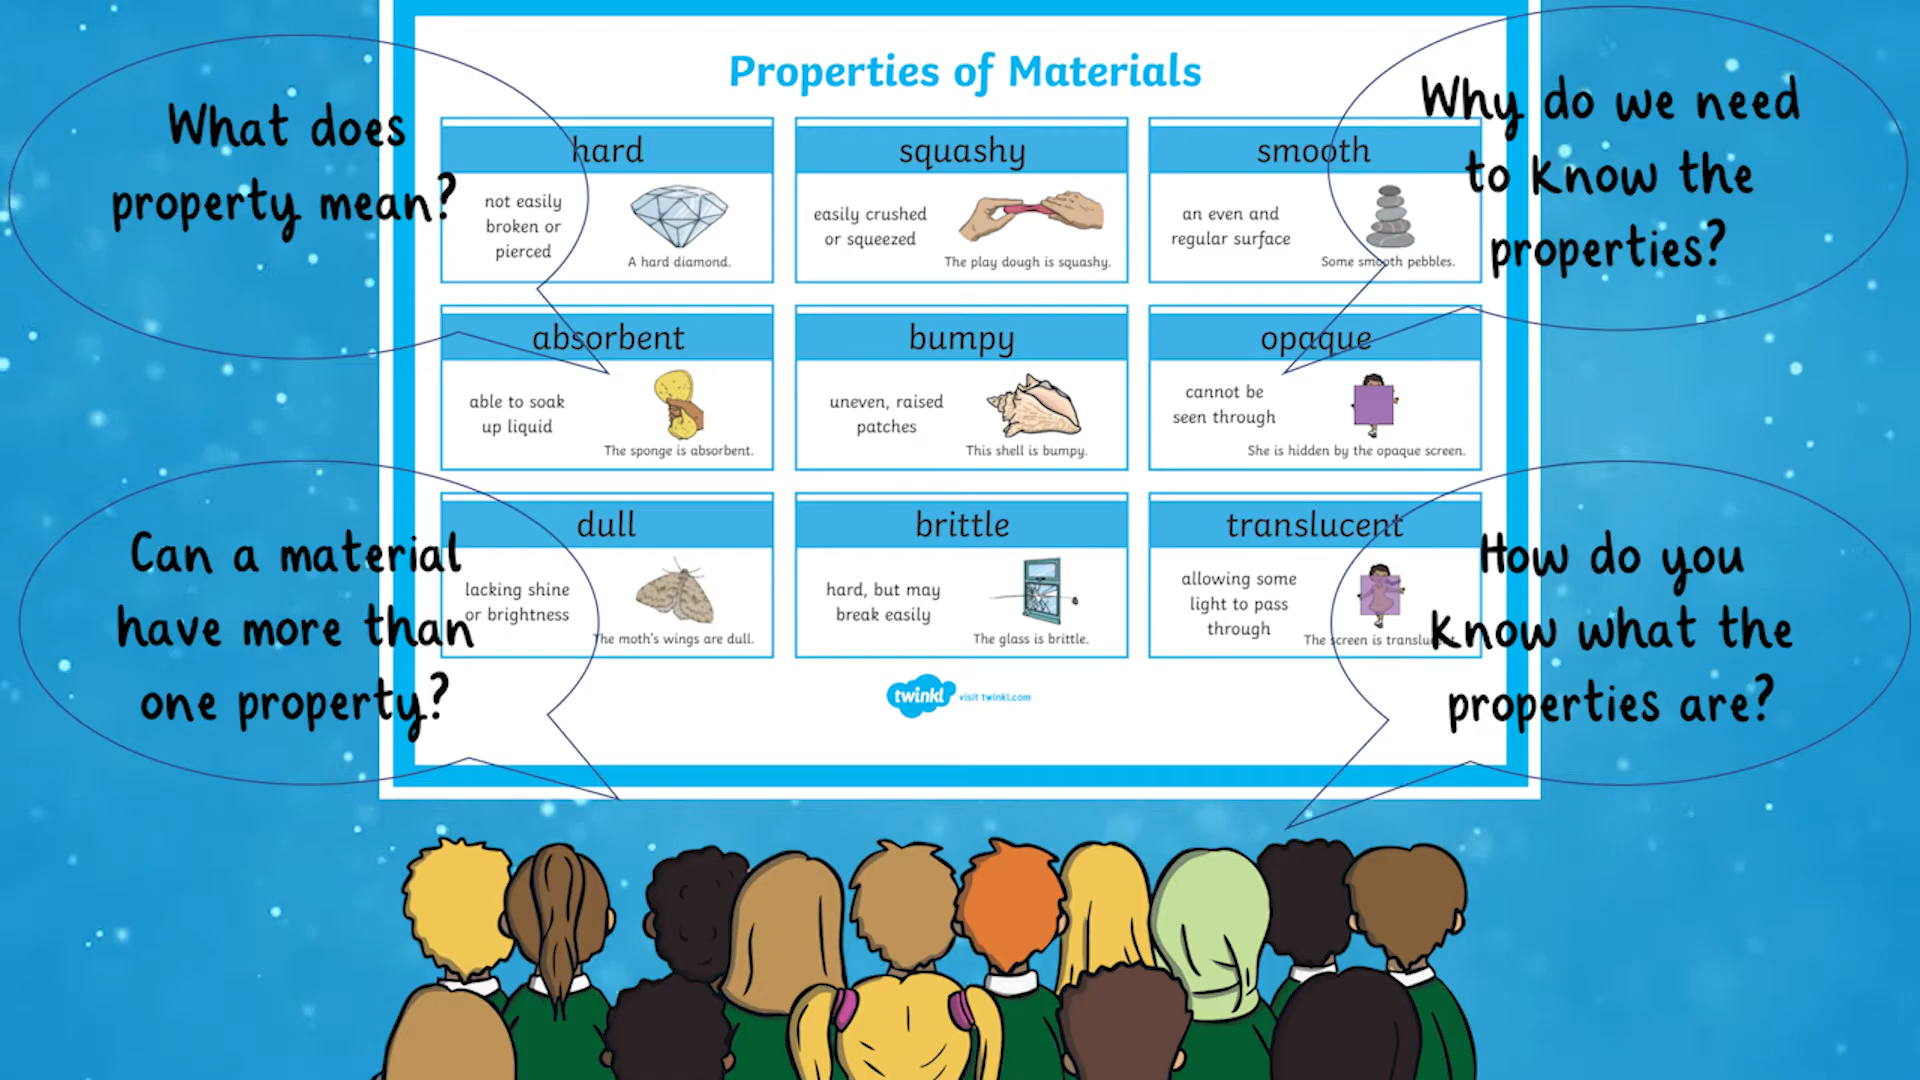 Properties of Materials
What does
property mean?
Why do we need
to know the
properties?
hard
not easily
broken or
pierced
A hard diamond.
squashy
easily crushed
or squeezed
The play dough is squashy.
smooth
an even and
regular surface
Some smooth pebbles.
absorbent
able to soak
up liquid
The sponge is absorbent.
bumpy
uneven, raised
patches
This shell is bumpy.
opaque
cannot be
seen through
She is hidden by the opaque screen.
Can a material
have more than
one property?
dull
lacking shine
or brightness
The moth's wings are dull.
brittle
hard, but may
break easily
The glass is brittle.
translucent
allowing some
light to pass
through
The screen is translucent.
How do you
know what the
properties are?
twinkl visit twinkl.com